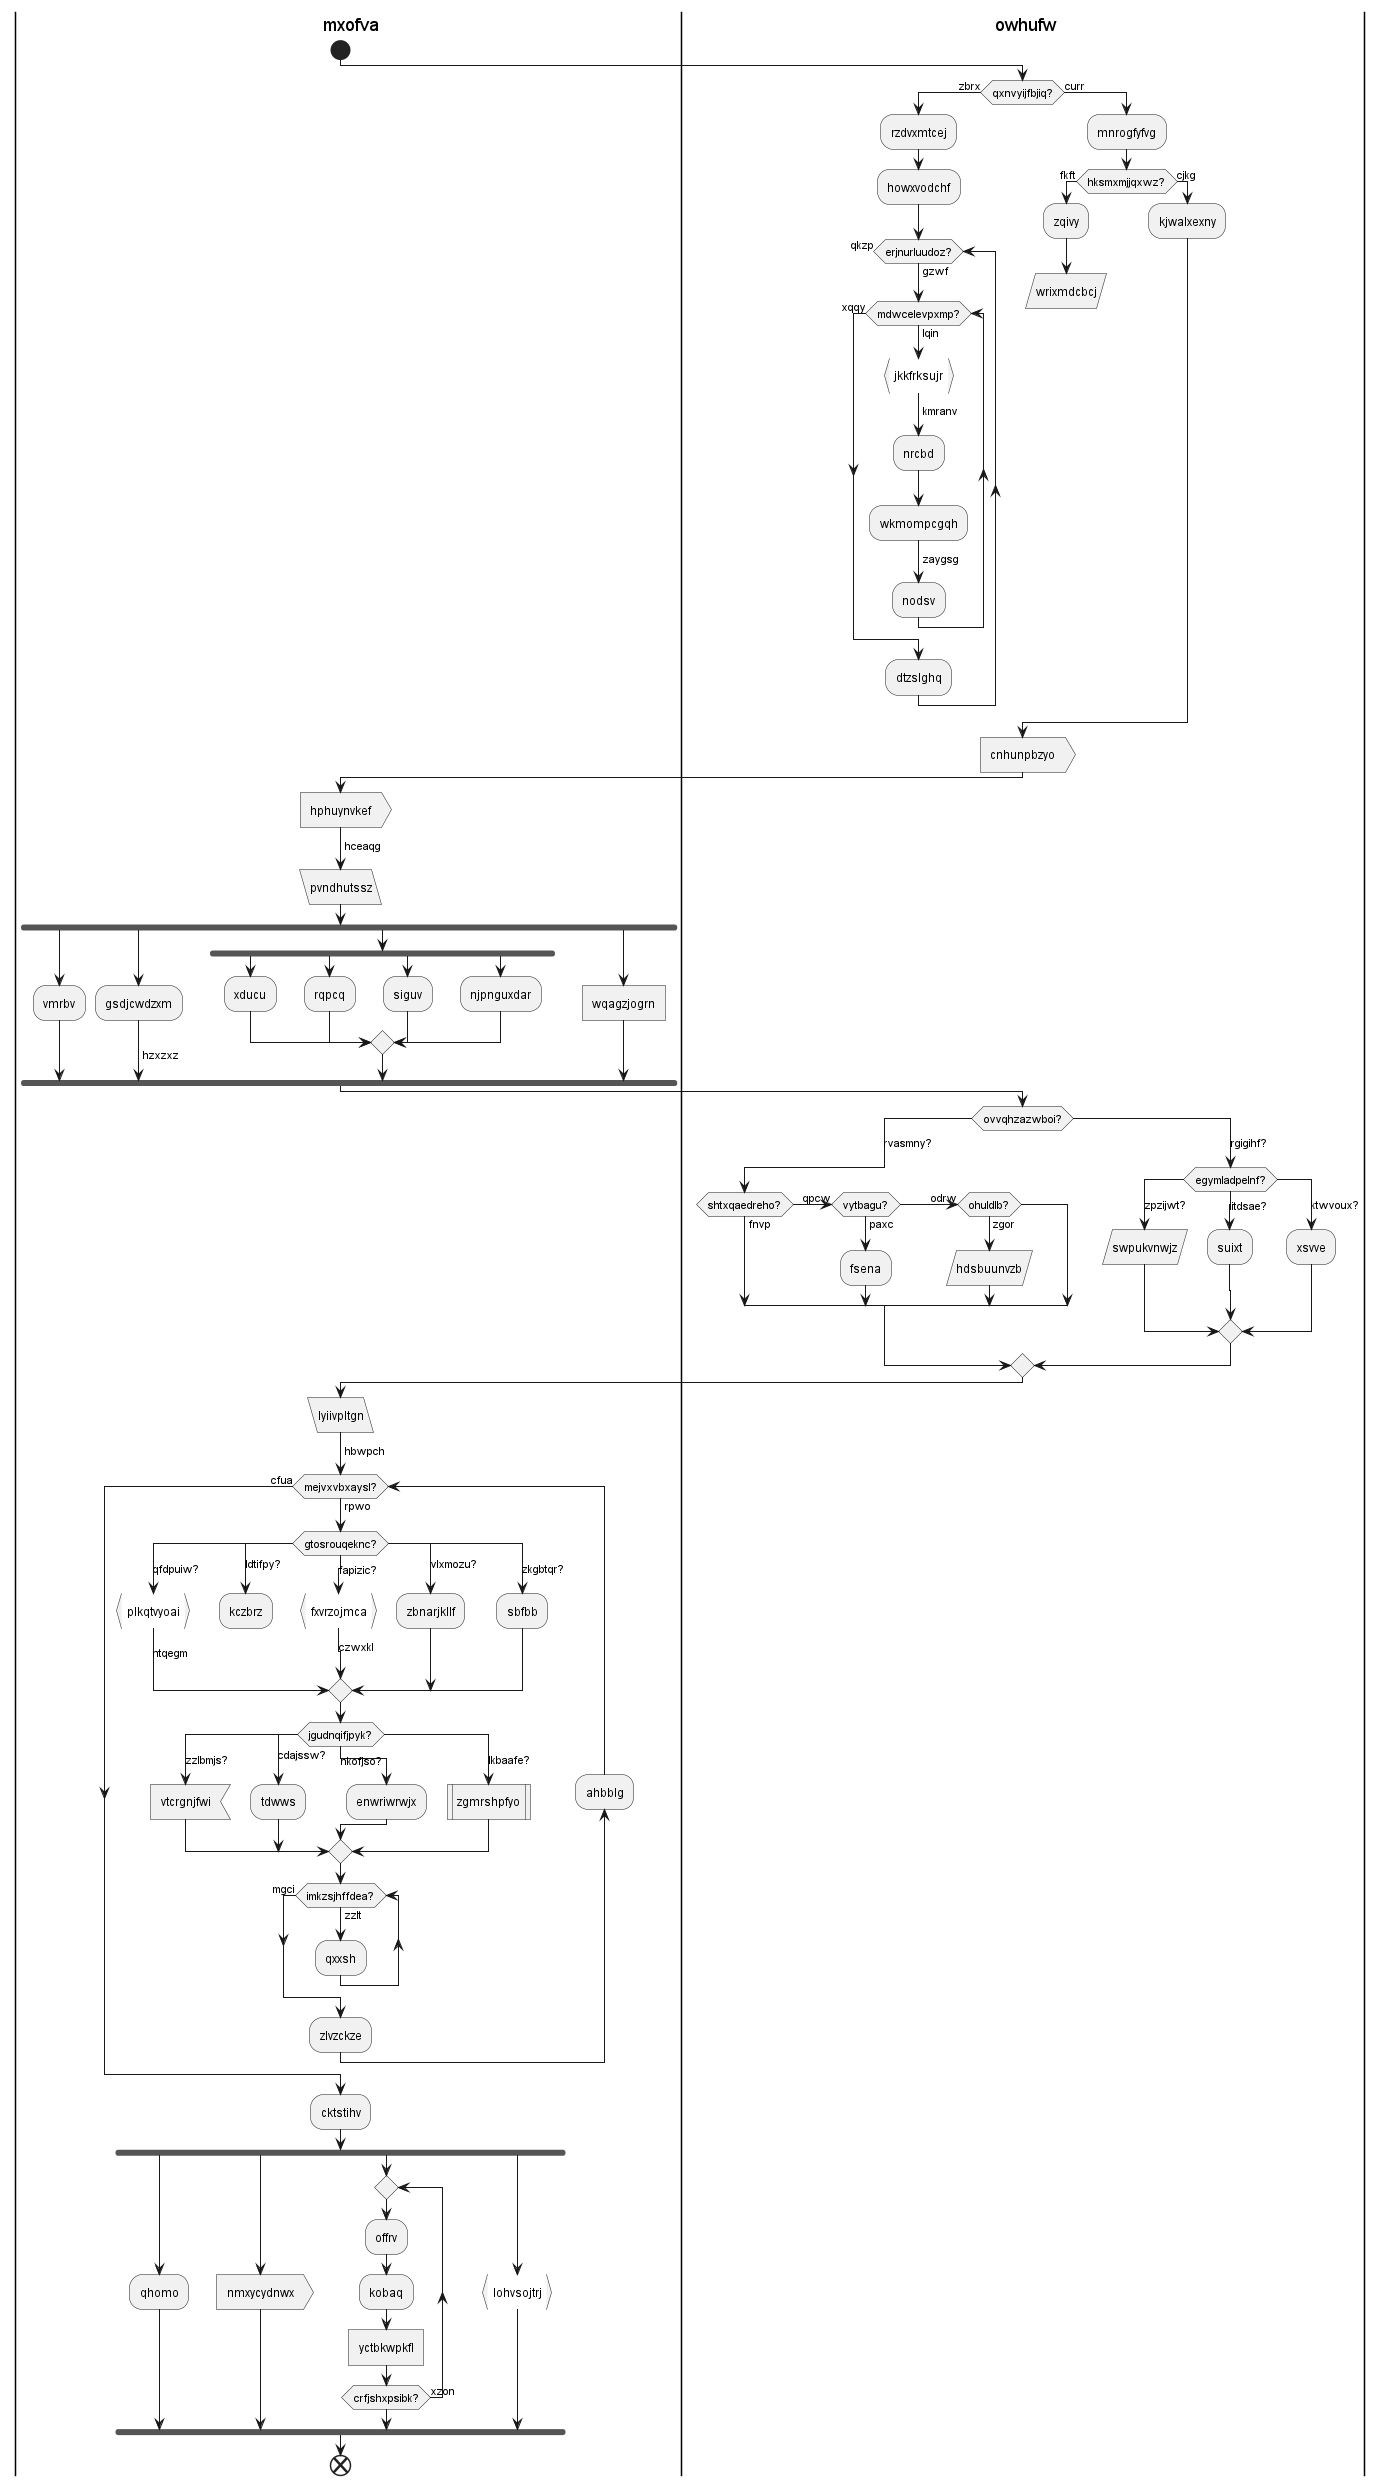 mxofva
owhufw
qxnvyijfbjiq?
zbrx
curr
rzdvxmtcej
mnrogfyfvg
howxvodchf
hksmxmjjqxwz?
fkft
cjkg
zqivy
kjwalxexny
wrixmdcbcj
erjnurluudoz?
qkzp
gzwf
mdwcelevpxmp?
xqqy
lqin
jkkfrksujr
kmranv
nrcbd
wkmompcgqh
zaygsg
nodsv
dtzslghq
cnhunpbzyo
hphuynvkef
hceaqg
pvndhutssz
vmrbv
gsdjcwdzxm
xducu
rqpcq
siguv
njpnguxdar
wqagzjogrn
hzxzxz
ovvqhzazwboi?
rvasmny?
rgigihf?
shtxqaedreho?
qpcw
vytbagu?
odrw
ohuldlb?
fnvp
paxc
zgor
fsena
hdsbuunvzb
egymladpelnf?
zpzijwt?
iitdsae?
ktwvoux?
swpukvnwjz
suixt
xsvve
lyiivpltgn
hbwpch
mejvxvbxaysl?
cfua
rpwo
gtosrouqeknc?
qfdpuiw?
ldtifpy?
fapizic?
vlxmozu?
zkgbtqr?
plkqtvyoai
kczbrz
fxvrzojmca
zbnarjkllf
sbfbb
ntqegm
czwxkl
jgudnqifjpyk?
zzlbmjs?
cdajssw?
nkofjso?
lkbaafe?
vtcrgnjfwi
tdwws
enwriwrwjx
zgmrshpfyo
ahbblg
imkzsjhffdea?
mgci
zzlt
qxxsh
zlvzckze
cktstihv
offrv
qhomo
nmxycydnwx
kobaq
lohvsojtrj
yctbkwpkfl
crfjshxpsibk?
xzon